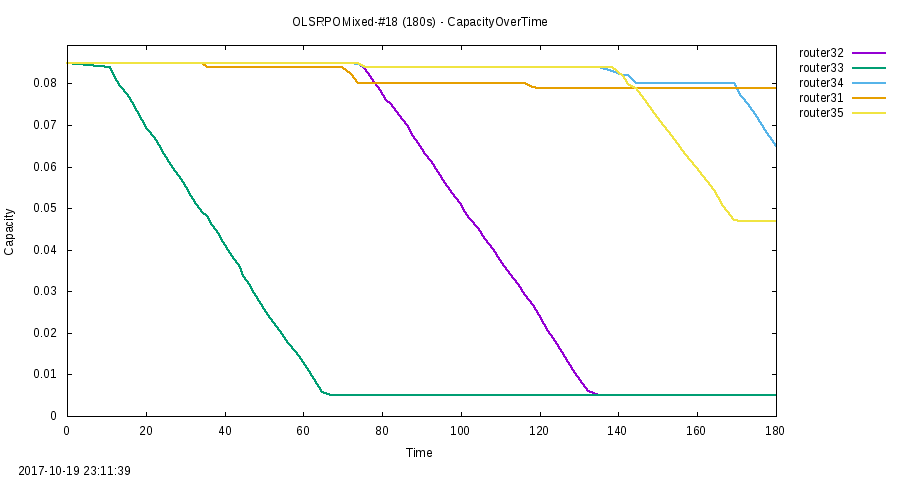 OLSRPOMixed-#18 (180s) - CapacityOverTime
router32
router33
router34
router31
router35
0.08
0.07
0.06
0.05
0.04
0.03
0.02
0.01
0
Capacity
0 20 40 60 80 100 120 140 160 180
Time
2017-10-19 23:11:39